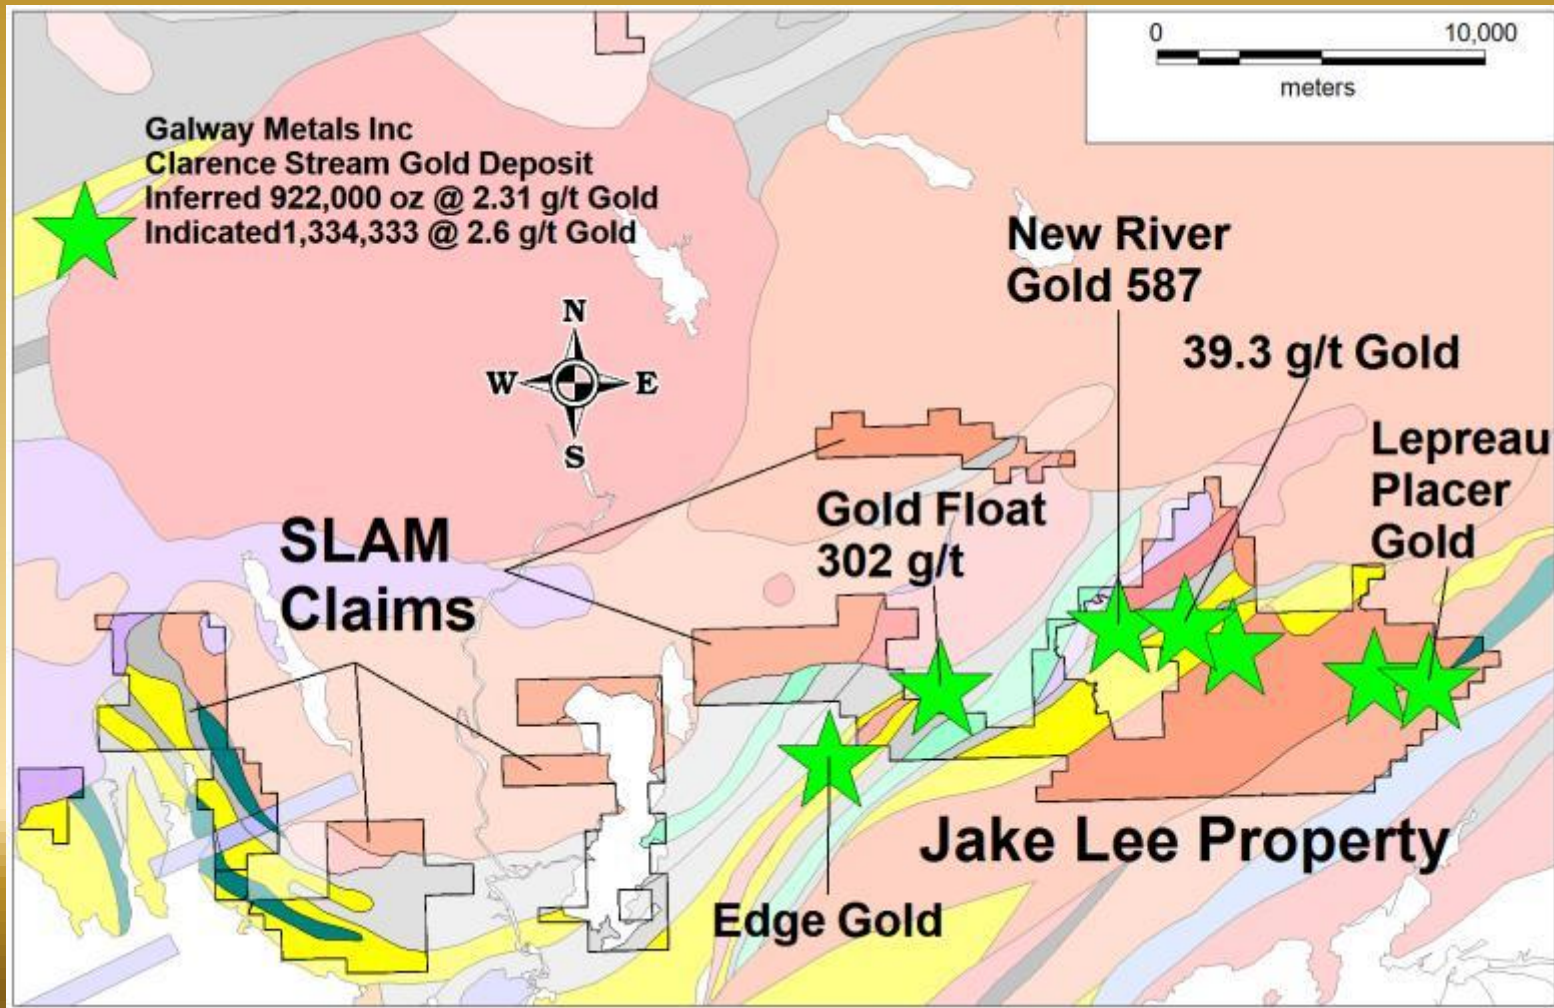 0 10,000
meters
Galway Metals Inc
Clarence Stream Gold Deposit
Inferred 922,000 oz @ 2.31 g/t Gold
Indicated1,334,333 @ 2.6 g/t Gold
New River
Gold 587
N
W E
S
39.3 g/t Gold
Lepreau
Placer
Gold
Gold Float
302 g/t
SLAM
Claims
Jake Lee Property
Edge Gold